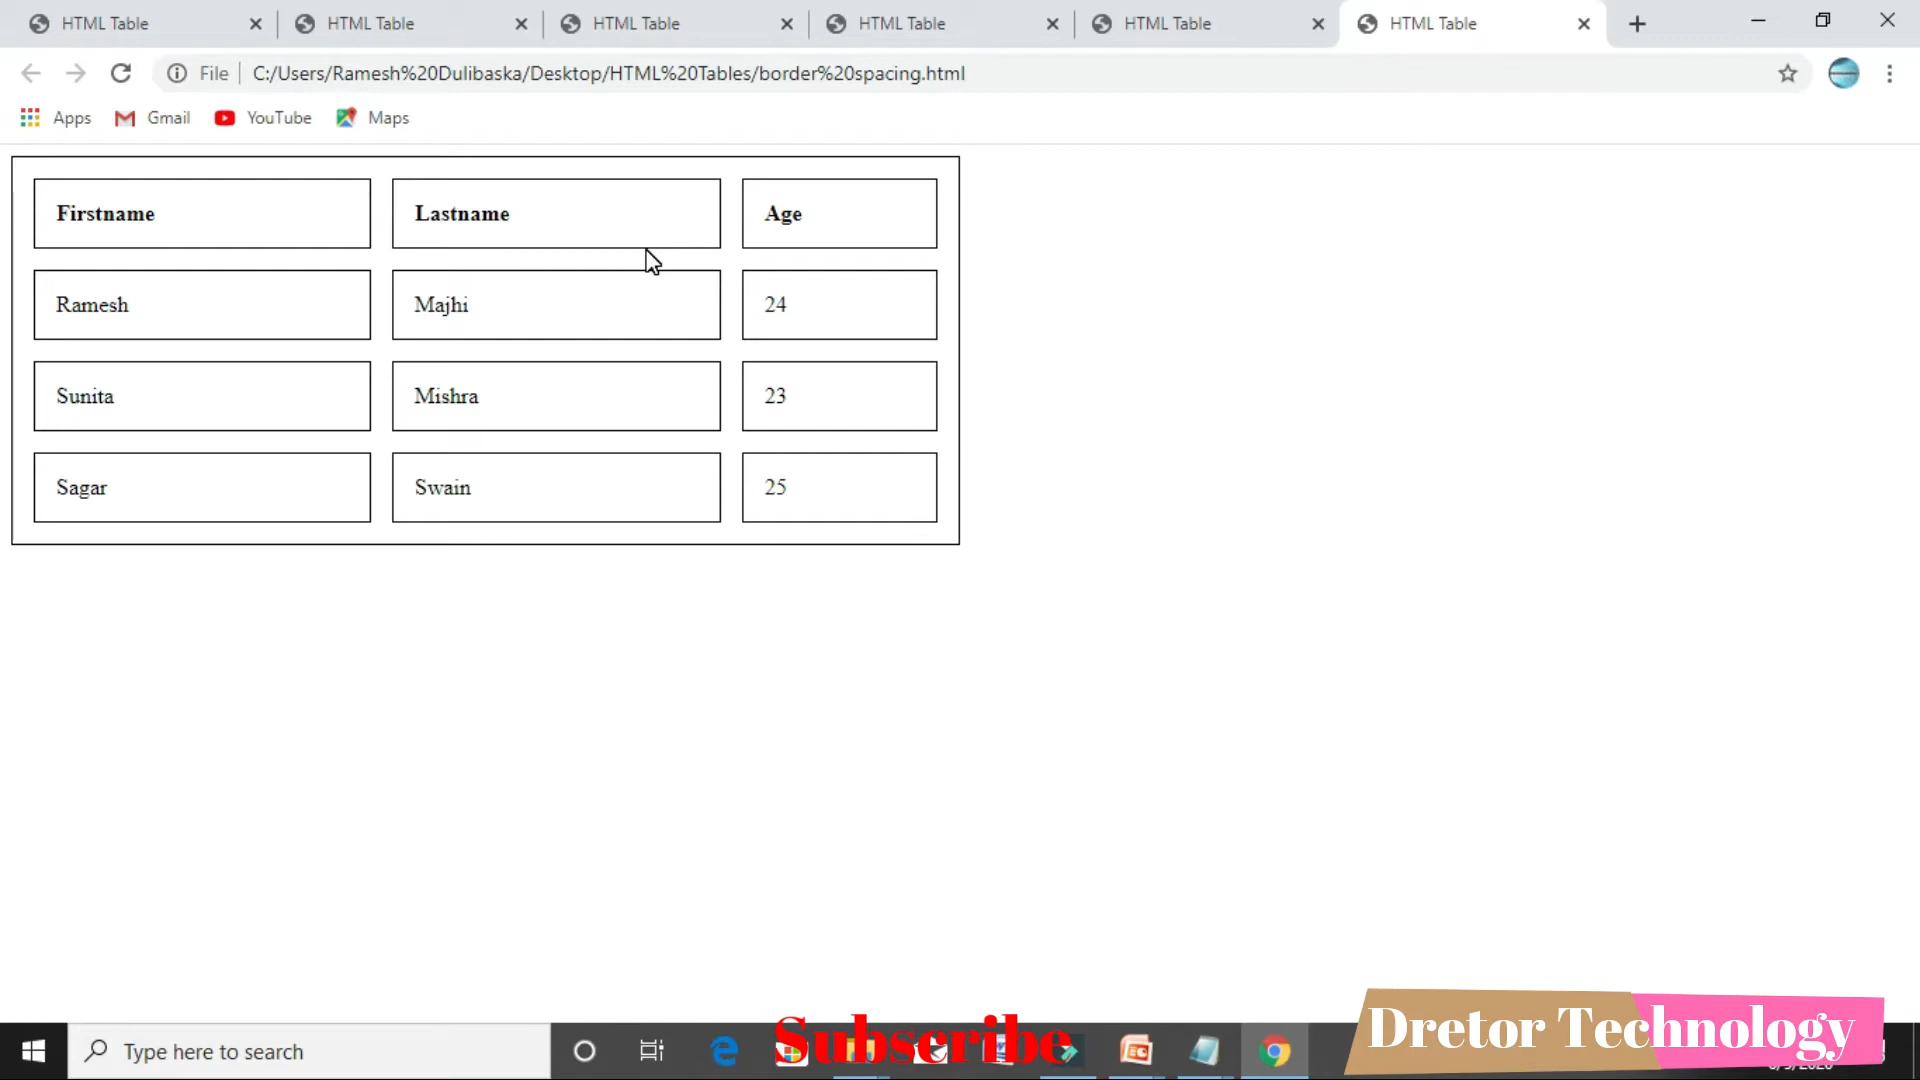 HTML Table HTML Table HTML Table HTML Table HTML Table HTML Table
File C:/Users/Ramesh%20Dulibaska/Desktop/HTML%20Tables/border%20spacing.html
Apps Gmail YouTube Maps
Firstname Lastname Age
Ramesh Majhi 24
Sunita Mishra 23
Sagar Swain 25
Type here to search
Subscribe
Dretor Technology